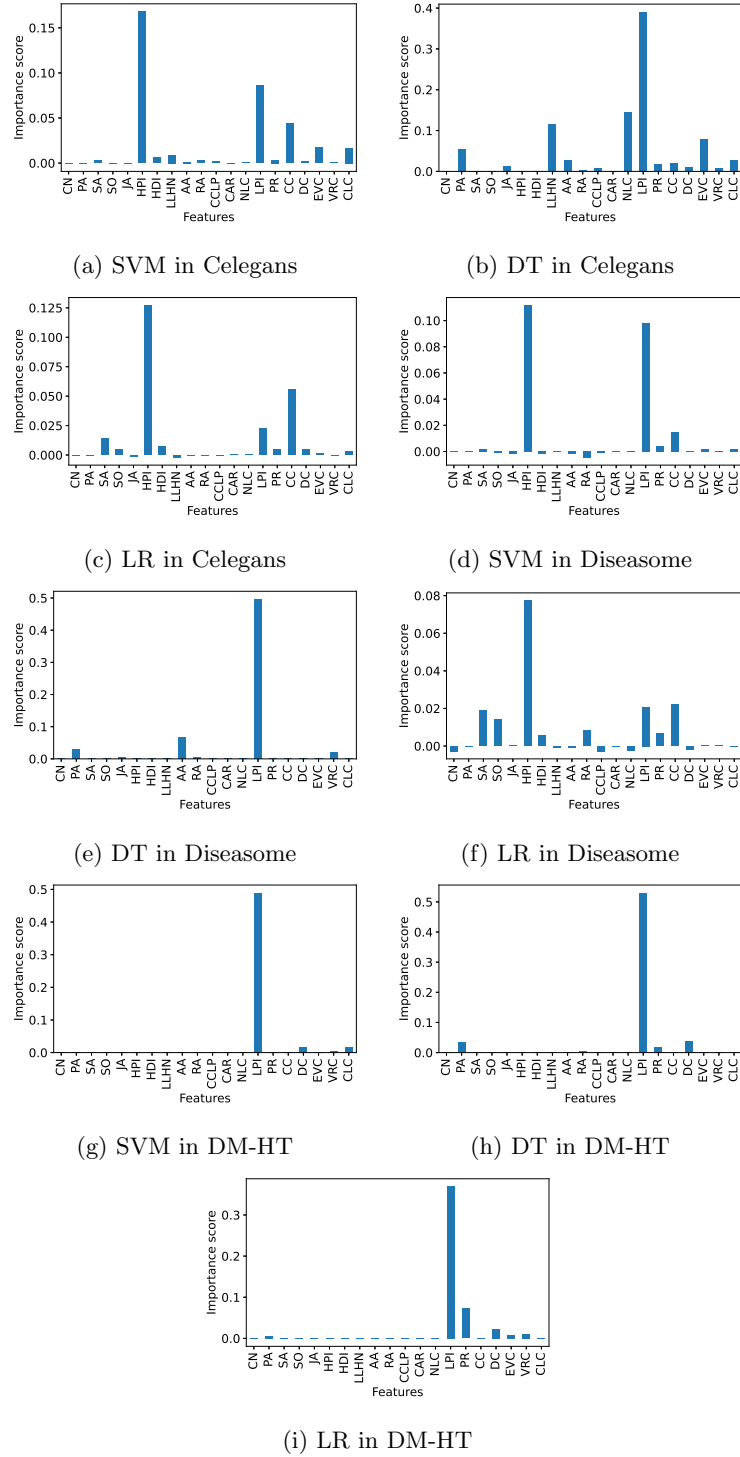 0.15
0.10
0.05
0.00
Importance score
CN PA SA SO JA HPI HDI LLHN AA RA CCLP CAR NLC LPI PR CC DC EVC VRC CLC
Features
(a) SVM in Celegans
0.4
0.3
0.2
0.1
0.0
Importance score
CN PA SA SO JA HPI HDI LLHN AA RA CCLP CAR NLC LPI PR CC DC EVC VRC CLC
Features
(b) DT in Celegans
0.125
0.100
0.075
0.050
0.025
0.000
Importance score
CN PA SA SO JA HPI HDI LLHN AA RA CCLP CAR NLC LPI PR CC DC EVC VRC CLC
Features
(c) LR in Celegans
0.10
0.08
0.06
0.04
0.02
0.00
Importance score
CN PA SA SO JA HPI HDI LLHN AA RA CCLP CAR NLC LPI PR CC DC EVC VRC CLC
Features
(d) SVM in Diseasome
0.5
0.4
0.3
0.2
0.1
0.0
Importance score
CN PA SA SO JA HPI HDI LLHN AA RA CCLP CAR NLC LPI PR CC DC EVC VRC CLC
Features
(e) DT in Diseasome
0.08
0.06
0.04
0.02
0.00
Importance score
CN PA SA SO JA HPI HDI LLHN AA RA CCLP CAR NLC LPI PR CC DC EVC VRC CLC
Features
(f) LR in Diseasome
0.5
0.4
0.3
0.2
0.1
0.0
Importance score
CN PA SA SO JA HPI HDI LLHN AA RA CCLP CAR NLC LPI PR CC DC EVC VRC CLC
Features
(g) SVM in DM-HT
0.5
0.4
0.3
0.2
0.1
0.0
Importance score
CN PA SA SO JA HPI HDI LLHN AA RA CCLP CAR NLC LPI PR CC DC EVC VRC CLC
Features
(h) DT in DM-HT
0.3
0.2
0.1
0.0
Importance score
CN PA SA SO JA HPI HDI LLHN AA RA CCLP CAR NLC LPI PR CC DC EVC VRC CLC
Features
(i) LR in DM-HT